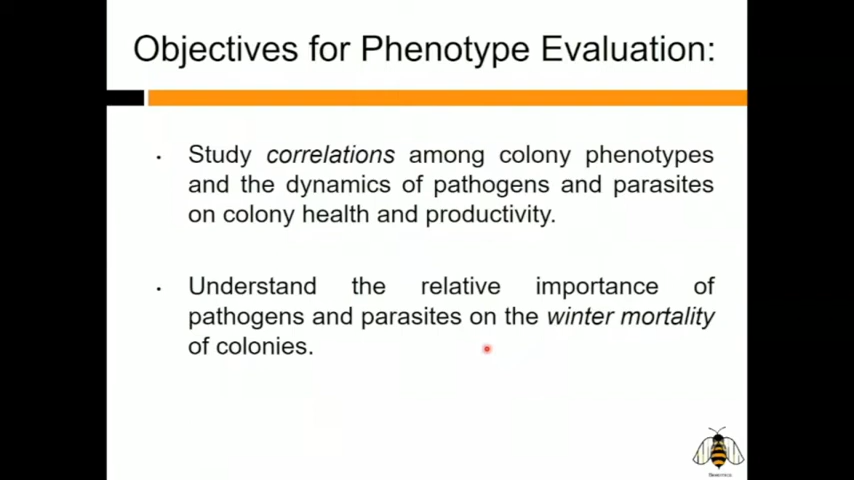 Objectives for Phenotype Evaluation:
• Study correlations among colony phenotypes
and the dynamics of pathogens and parasites
on colony health and productivity.
• Understand the relative importance of
pathogens and parasites on the winter mortality
of colonies.